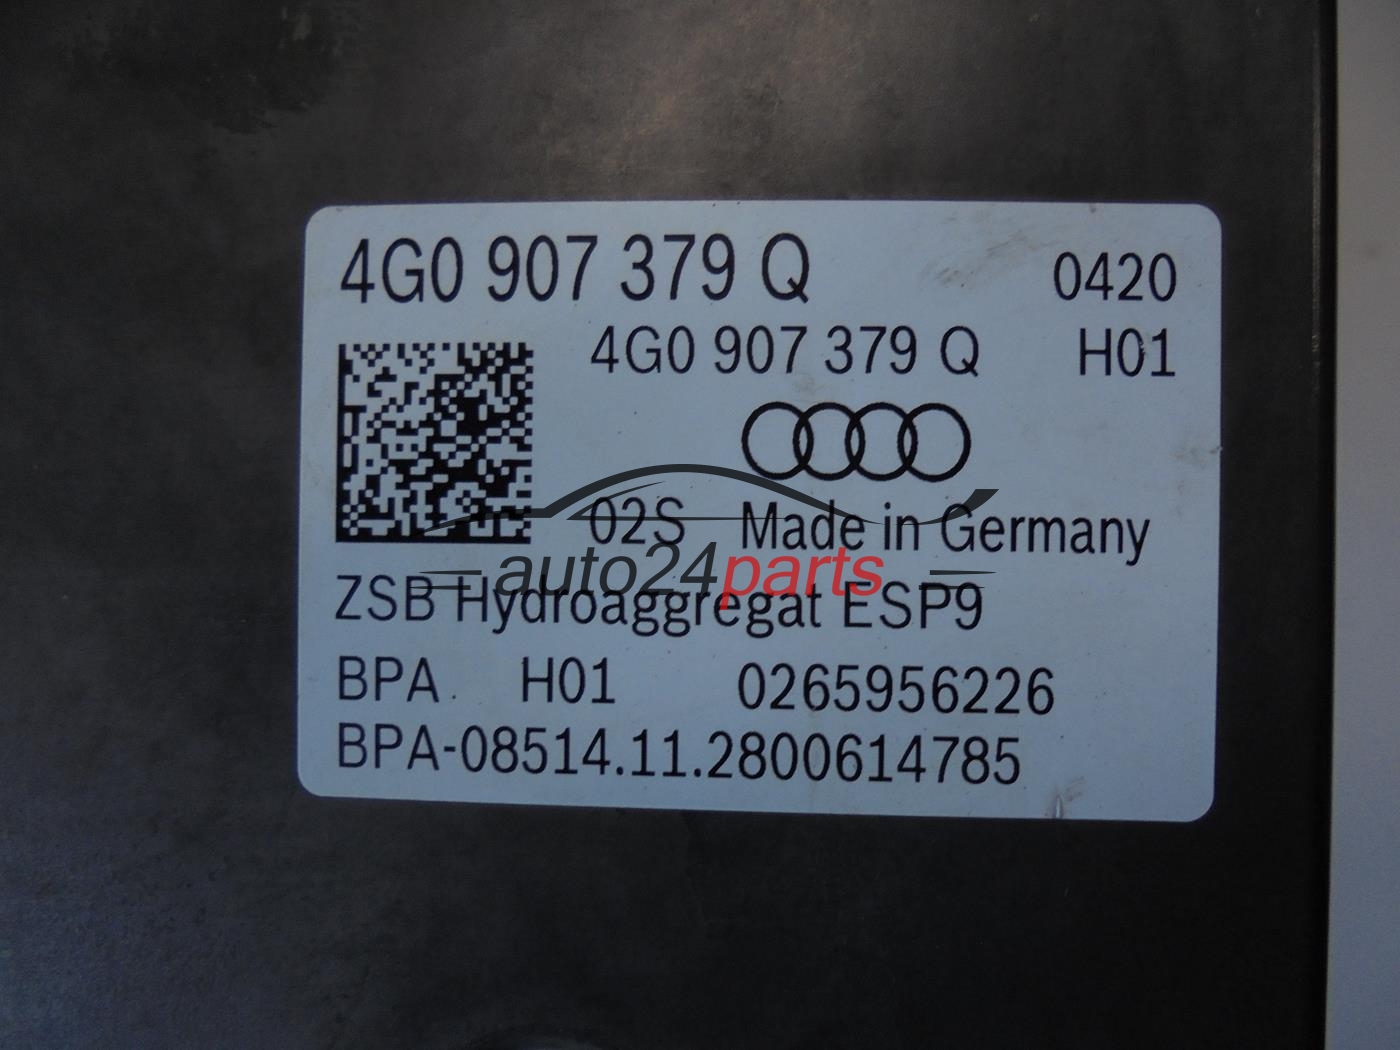 4G0 907 379 Q 0420
4G0 907 379 Q H01
02S Made in Germany
auto24parts
ZSB Hydroaggregat ESP9
BPA H01 0265956226
BPA-08514.11.2800614785